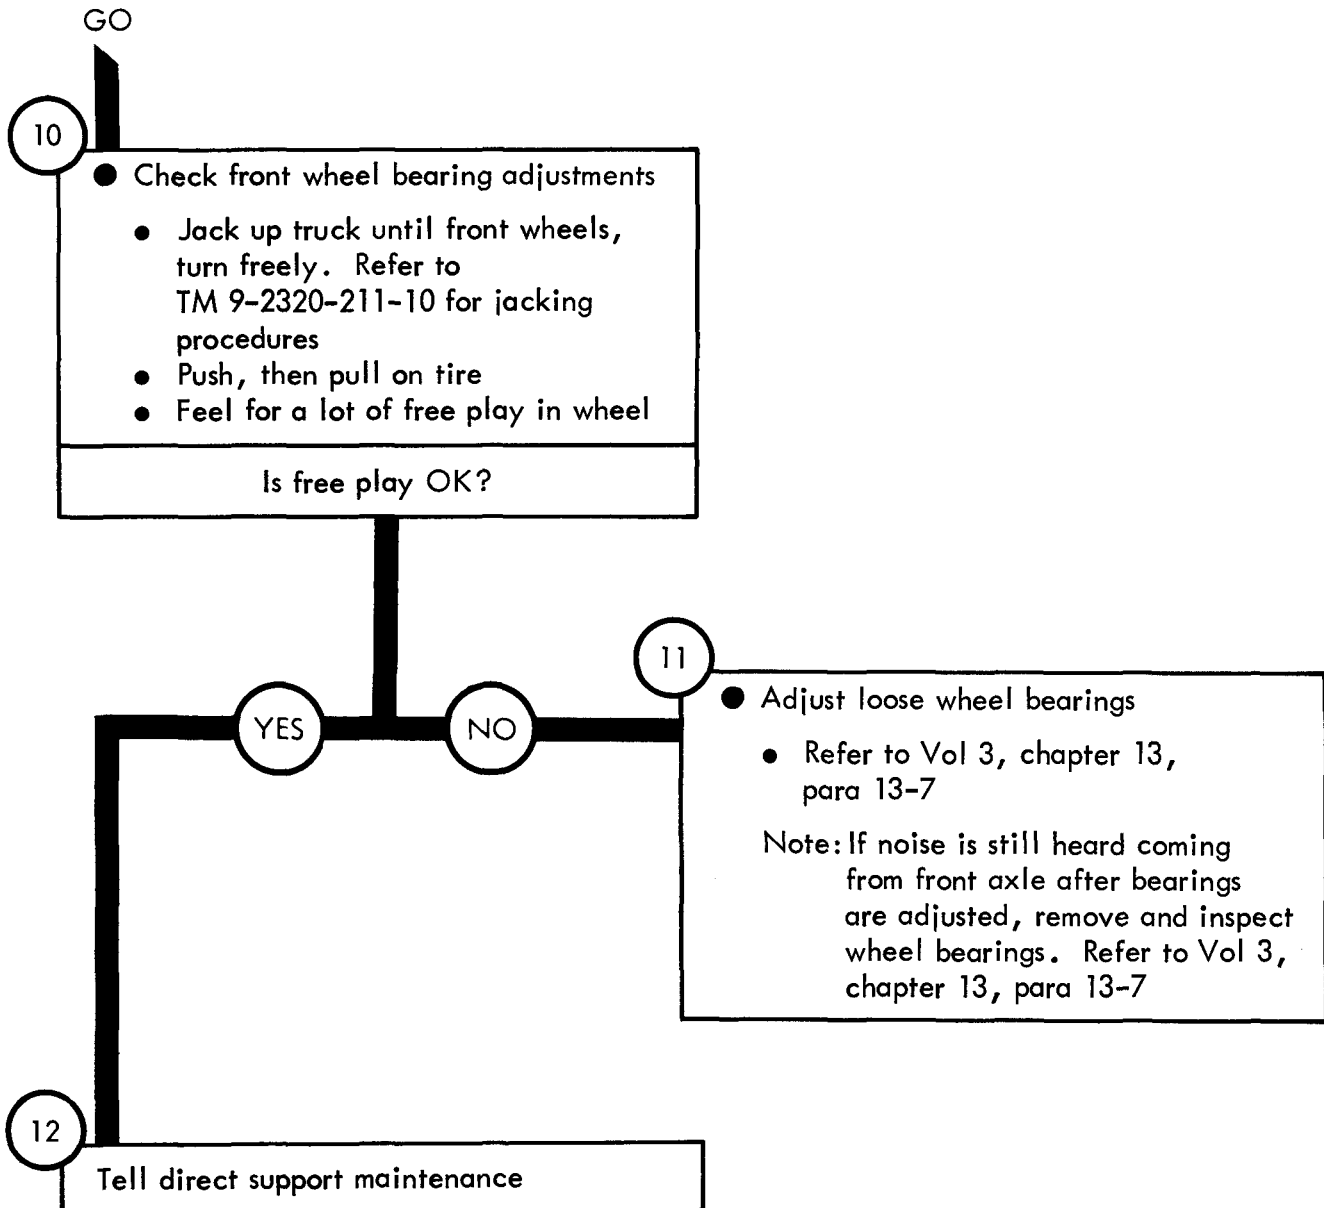 GO
10
● Check front wheel bearing adjustments
● Jack up truck until front wheels,
turn freely. Refer to
TM 9-2320-211-10 for jacking
procedures
● Push, then pull on tire
● Feel for a lot of free play in wheel
Is free play OK?
YES
NO
11
● Adjust loose wheel bearings
● Refer to Vol 3, chapter 13,
para 13-7
Note: If noise is still heard coming
from front axle after bearings
are adjusted, remove and inspect
wheel bearings. Refer to Vol 3,
chapter 13, para 13-7
12
Tell direct support maintenance